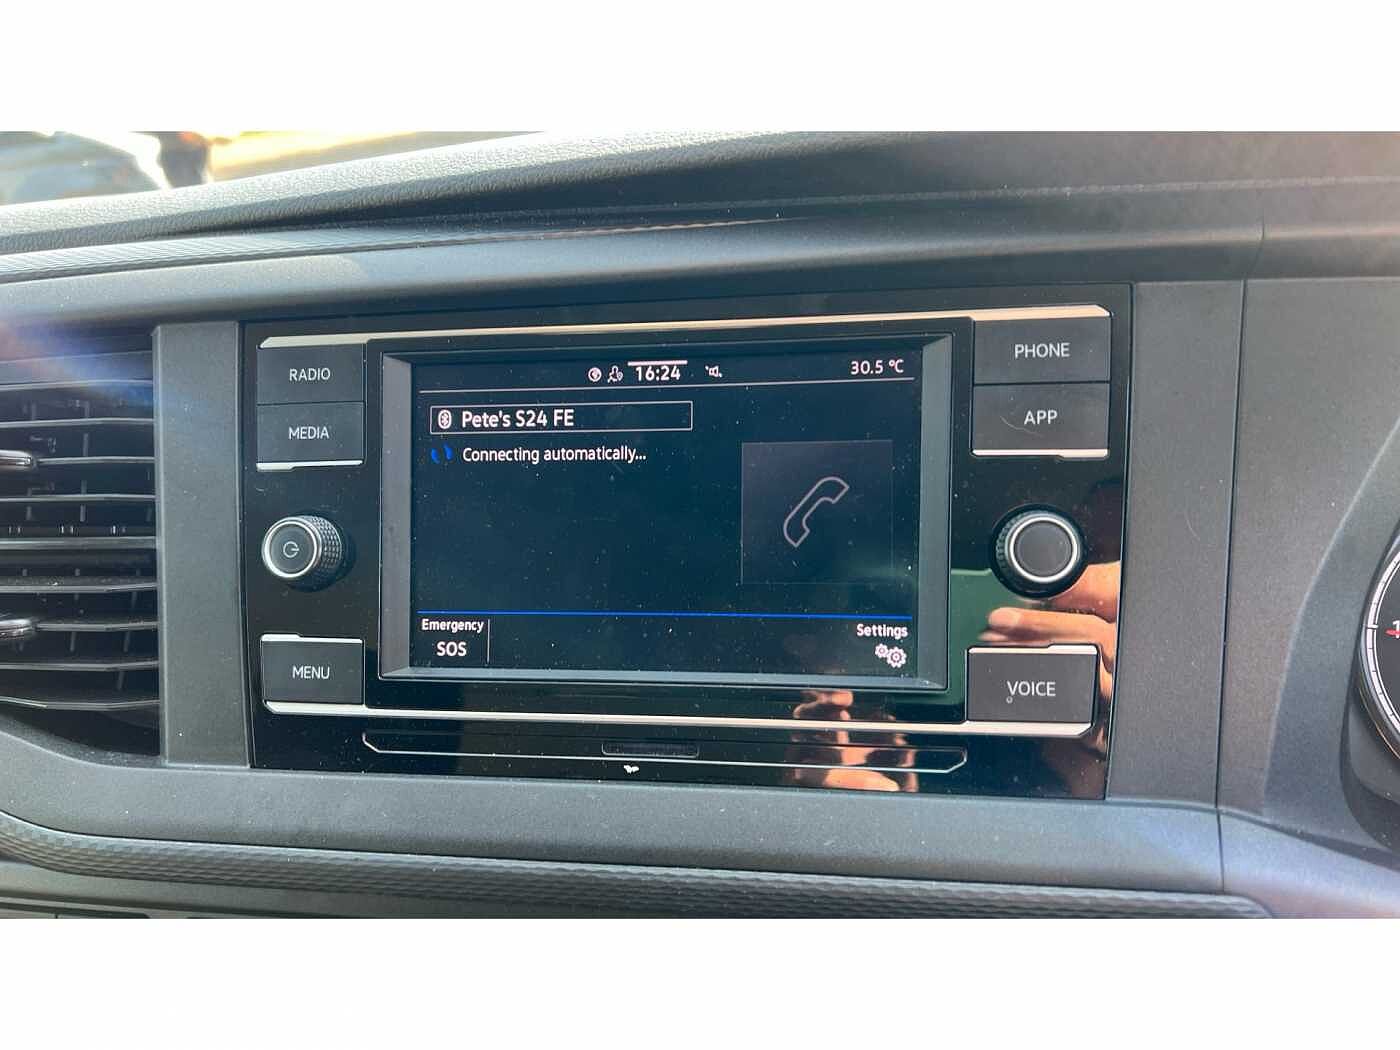 RADIO
MEDIA
MENU
16:24
30.5 °C
Pete's S24 FE
Connecting automatically...
Emergency
SOS
Settings
PHONE
APP
VOICE